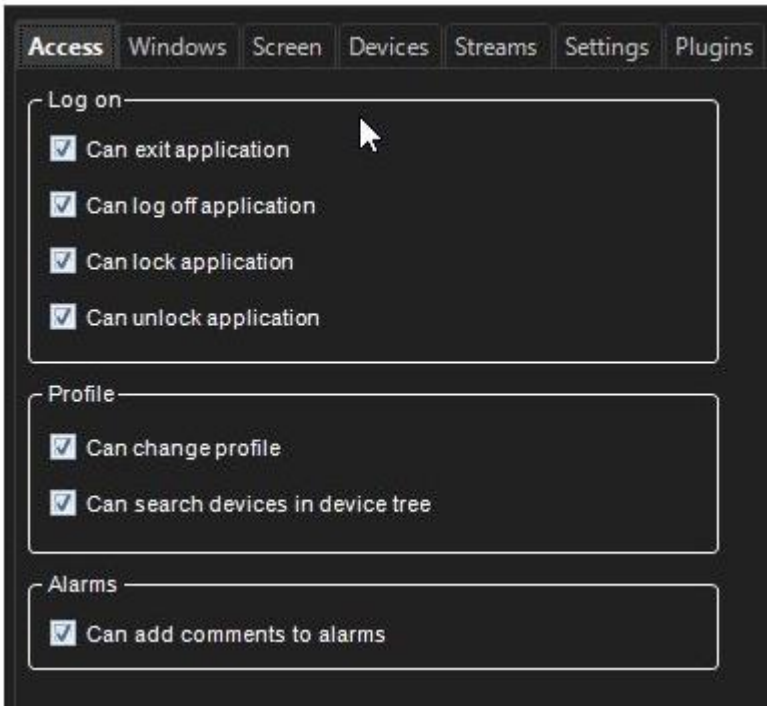 Access Windows Screen Devices Streams Settings Plugins
Log on
Can exit application
Can log off application
Can lock application
Can unlock application
Profile
Can change profile
Can search devices in device tree
Alarms
Can add comments to alarms